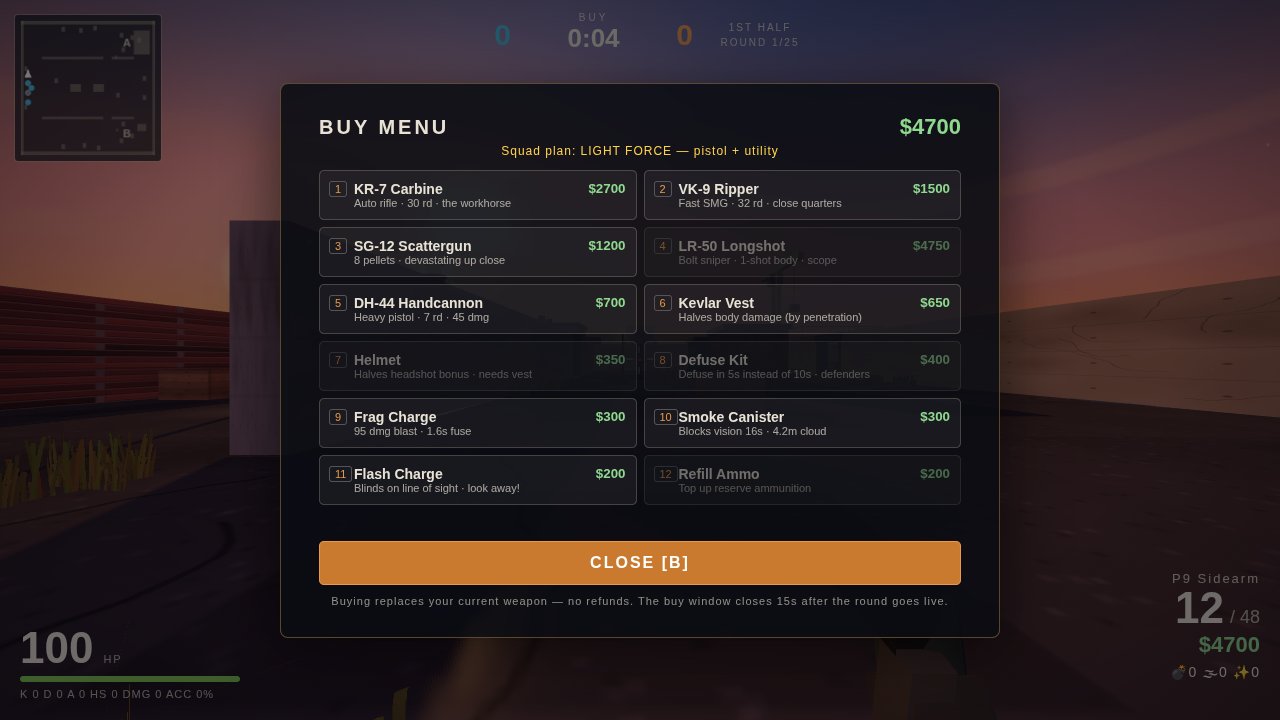 A
B
0
BUY
0:04
0
1ST HALF
ROUND 1/25
BUY MENU
$4700
Squad plan: LIGHT FORCE — pistol + utility
1 KR-7 Carbine $2700
Auto rifle · 30 rd · the workhorse
2 VK-9 Ripper $1500
Fast SMG · 32 rd · close quarters
3 SG-12 Scattergun $1200
8 pellets · devastating up close
4 LR-50 Longshot $4750
Bolt sniper · 1-shot body · scope
5 DH-44 Handcannon $700
Heavy pistol · 7 rd · 45 dmg
6 Kevlar Vest $650
Halves body damage (by penetration)
7 Helmet $350
Halves headshot bonus · needs vest
8 Defuse Kit $400
Defuse in 5s instead of 10s · defenders
9 Frag Charge $300
95 dmg blast · 1.6s fuse
10 Smoke Canister $300
Blocks vision 16s · 4.2m cloud
11 Flash Charge $200
Blinds on line of sight · look away!
12 Refill Ammo $200
Top up reserve ammunition
CLOSE [B]
Buying replaces your current weapon — no refunds. The buy window closes 15s after the round goes live.
100 HP
K 0 D 0 A 0 HS 0 DMG 0 ACC 0%
P9 Sidearm
12 / 48
$4700
0 0 0